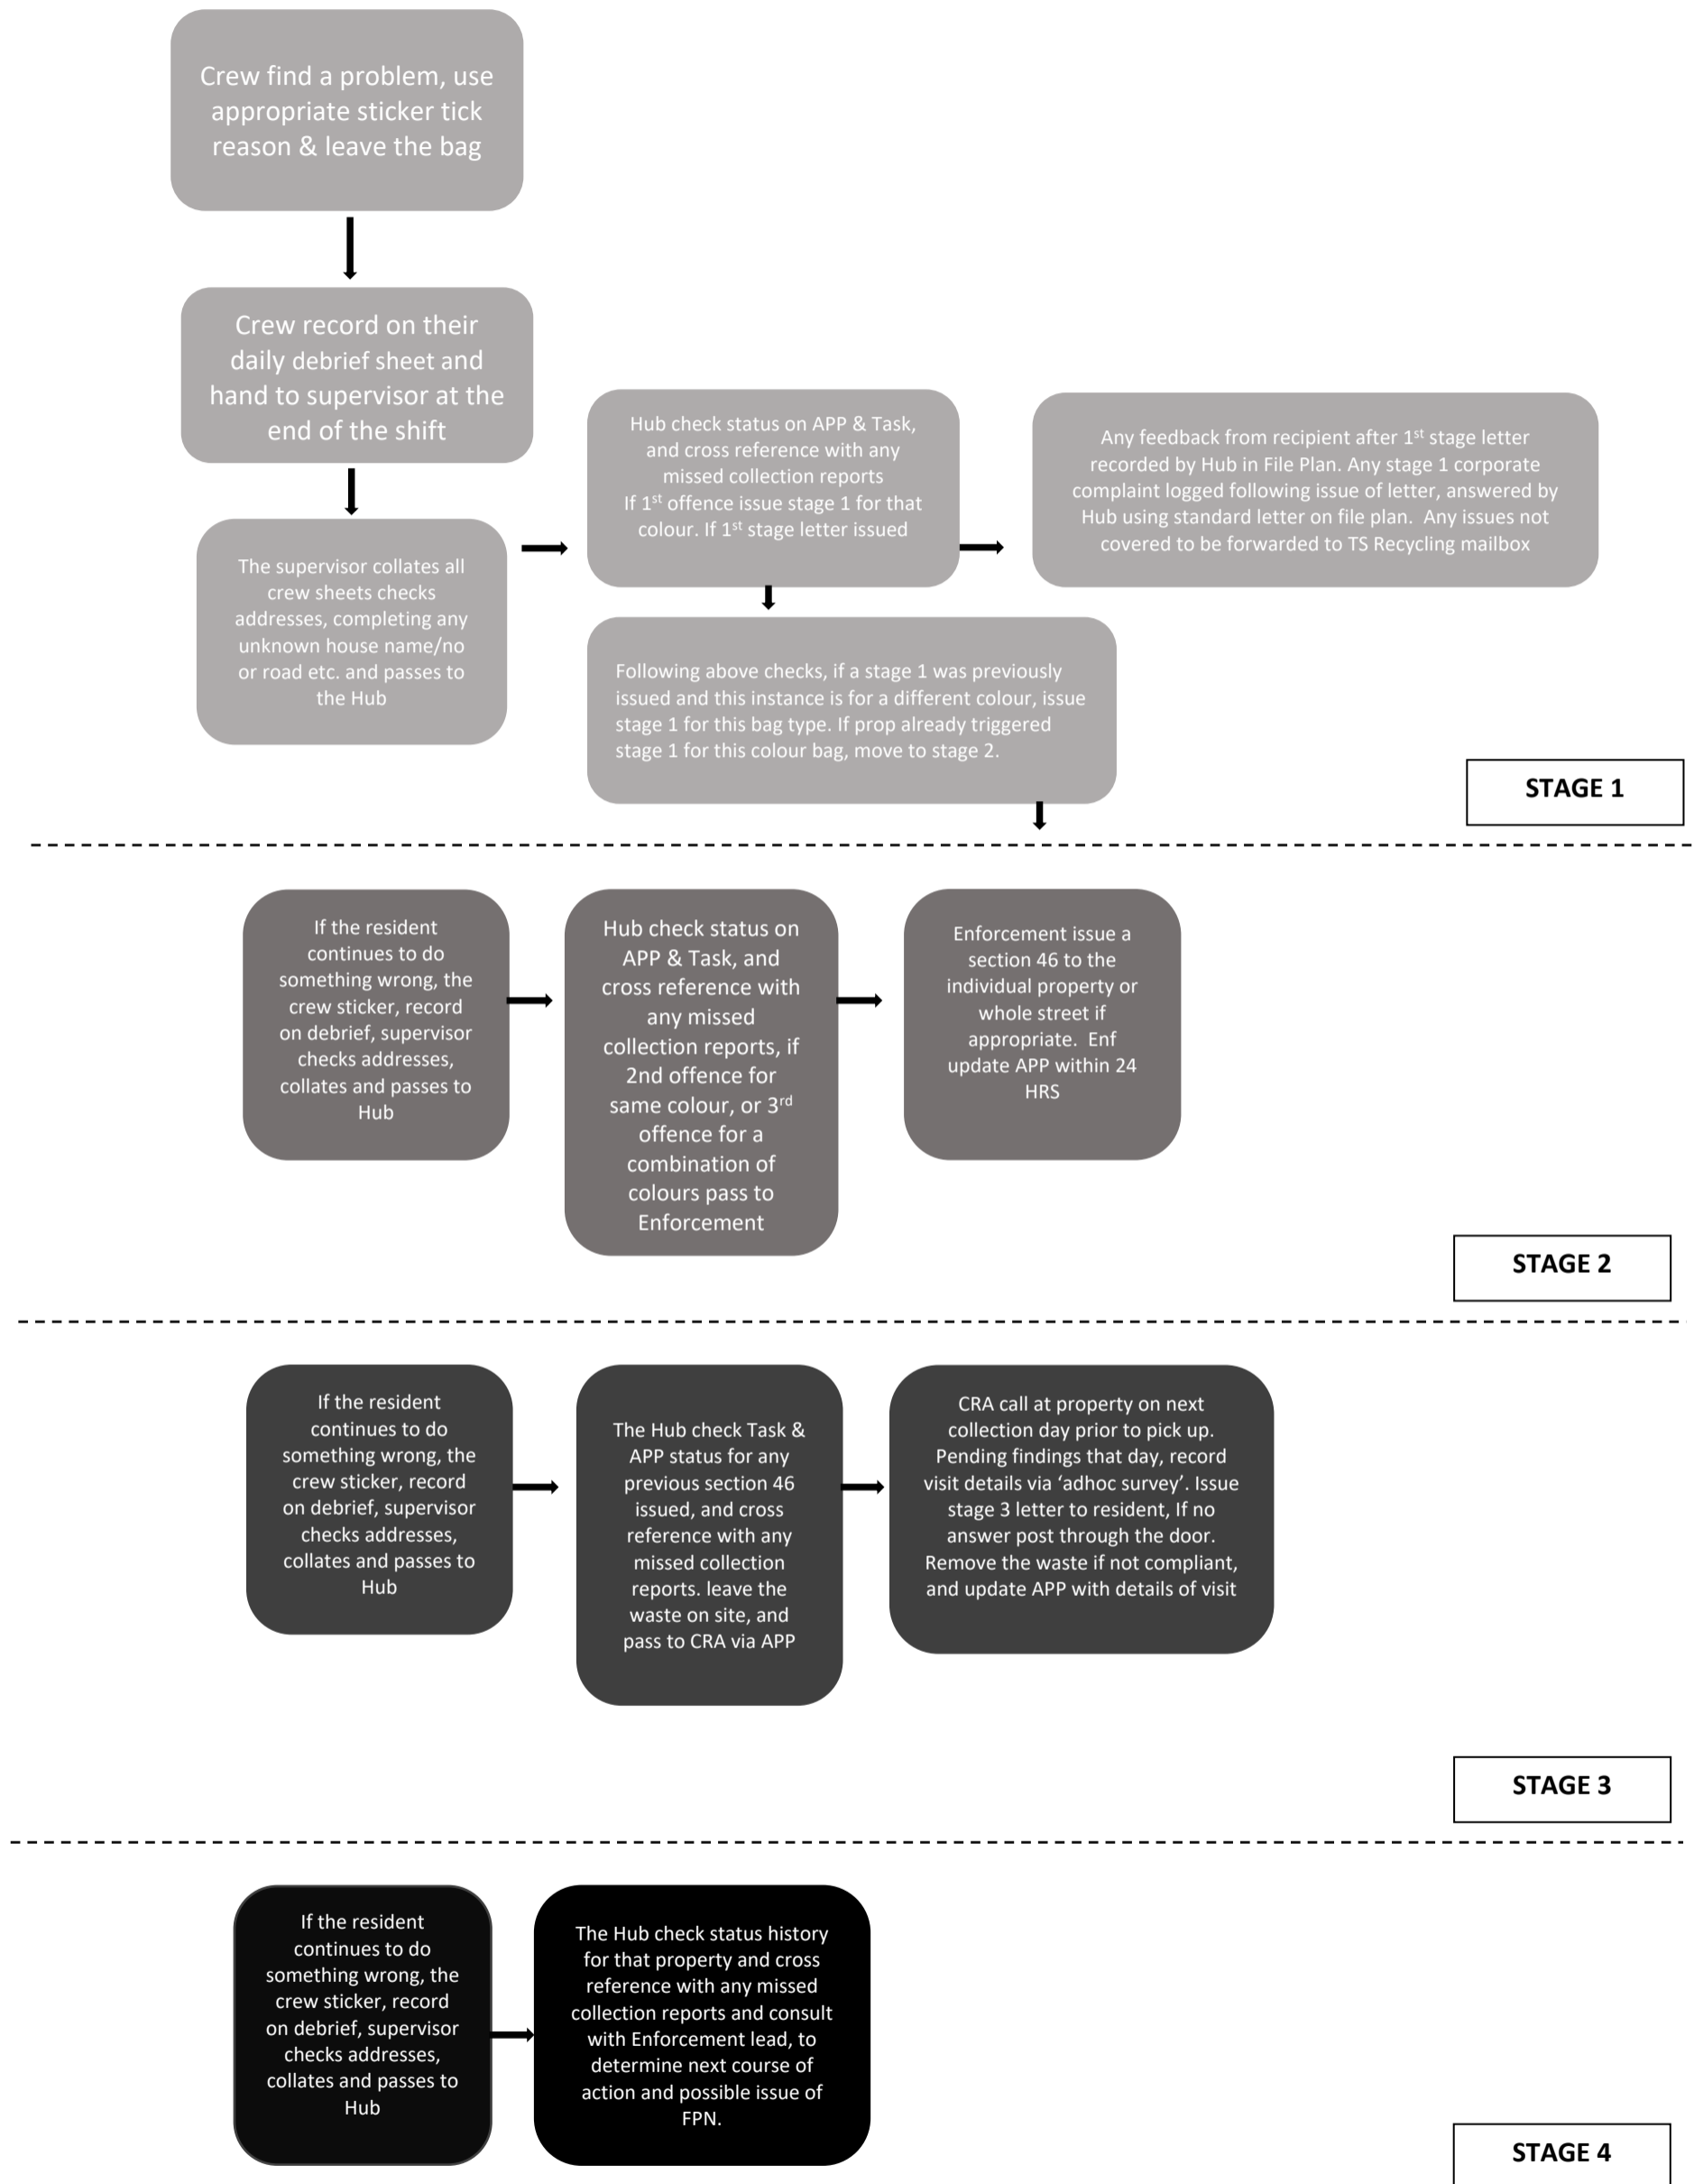 Crew find a problem, use
appropriate sticker tick
reason & leave the bag
Crew record on their
daily debrief sheet and
hand to supervisor at the
end of the shift
The supervisor collates all
crew sheets checks
addresses, completing any
unknown house name/no
or road etc. and passes to
the Hub
Hub check status on APP & Task,
and cross reference with any
missed collection reports
If 1st offence issue stage 1 for that
colour. If 1st stage letter issued
Any feedback from recipient after 1st stage letter
recorded by Hub in File Plan. Any stage 1 corporate
complaint logged following issue of letter, answered by
Hub using standard letter on file plan.  Any issues not
covered to be forwarded to TS Recycling mailbox
Following above checks, if a stage 1 was previously
issued and this instance is for a different colour, issue
stage 1 for this bag type. If prop already triggered
stage 1 for this colour bag, move to stage 2.
STAGE 1
If the resident
continues to do
something wrong, the
crew sticker, record
on debrief, supervisor
checks addresses,
collates and passes to
Hub
Hub check status on
APP & Task, and
cross reference with
any missed
collection reports, if
2nd offence for
same colour, or 3rd
offence for a
combination of
colours pass to
Enforcement
Enforcement issue a
section 46 to the
individual property or
whole street if
appropriate.  Enf
update APP within 24
HRS
STAGE 2
If the resident
continues to do
something wrong, the
crew sticker, record
on debrief, supervisor
checks addresses,
collates and passes to
Hub
The Hub check Task &
APP status for any
previous section 46
issued, and cross
reference with any
missed collection
reports. leave the
waste on site, and
pass to CRA via APP
CRA call at property on next
collection day prior to pick up.
Pending findings that day, record
visit details via ‘adhoc survey’. Issue
stage 3 letter to resident, If no
answer post through the door.
Remove the waste if not compliant,
and update APP with details of visit
STAGE 3
If the resident
continues to do
something wrong, the
crew sticker, record
on debrief, supervisor
checks addresses,
collates and passes to
Hub
The Hub check status history
for that property and cross
reference with any missed
collection reports and consult
with Enforcement lead, to
determine next course of
action and possible issue of
FPN.
STAGE 4